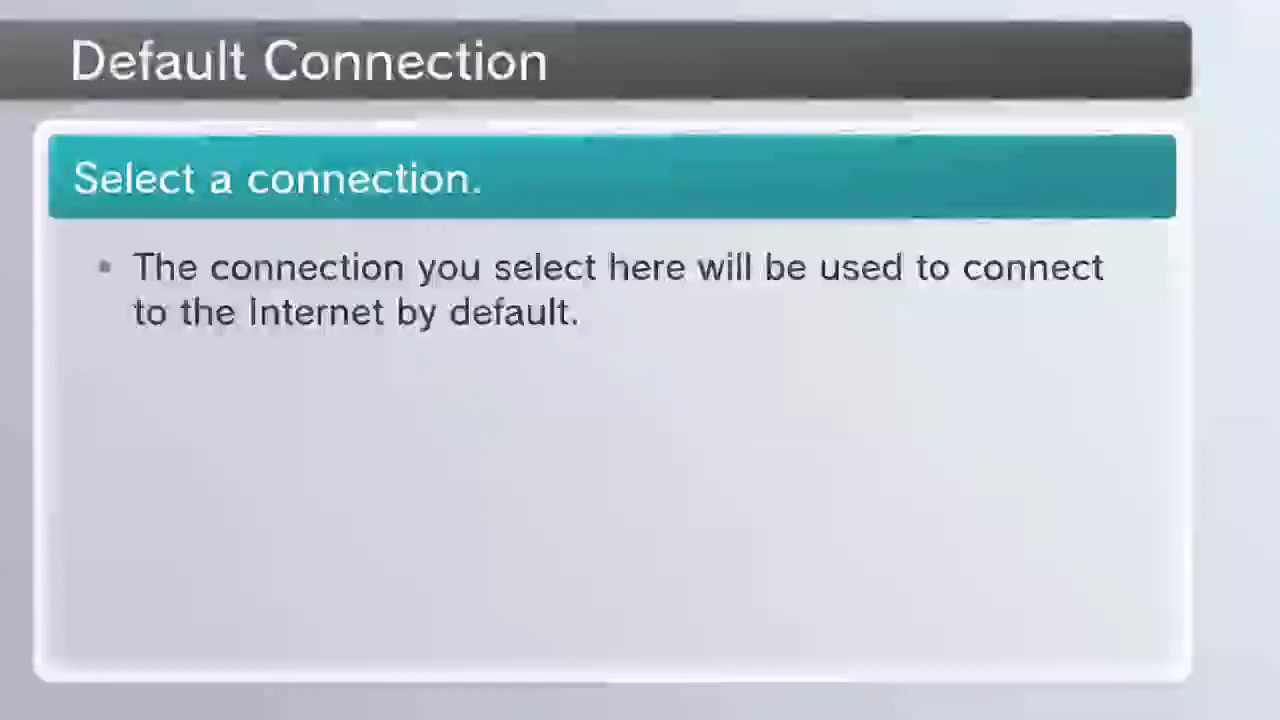 Default Connection
Select a connection.
The connection you select here will be used to connect
to the Internet by default.